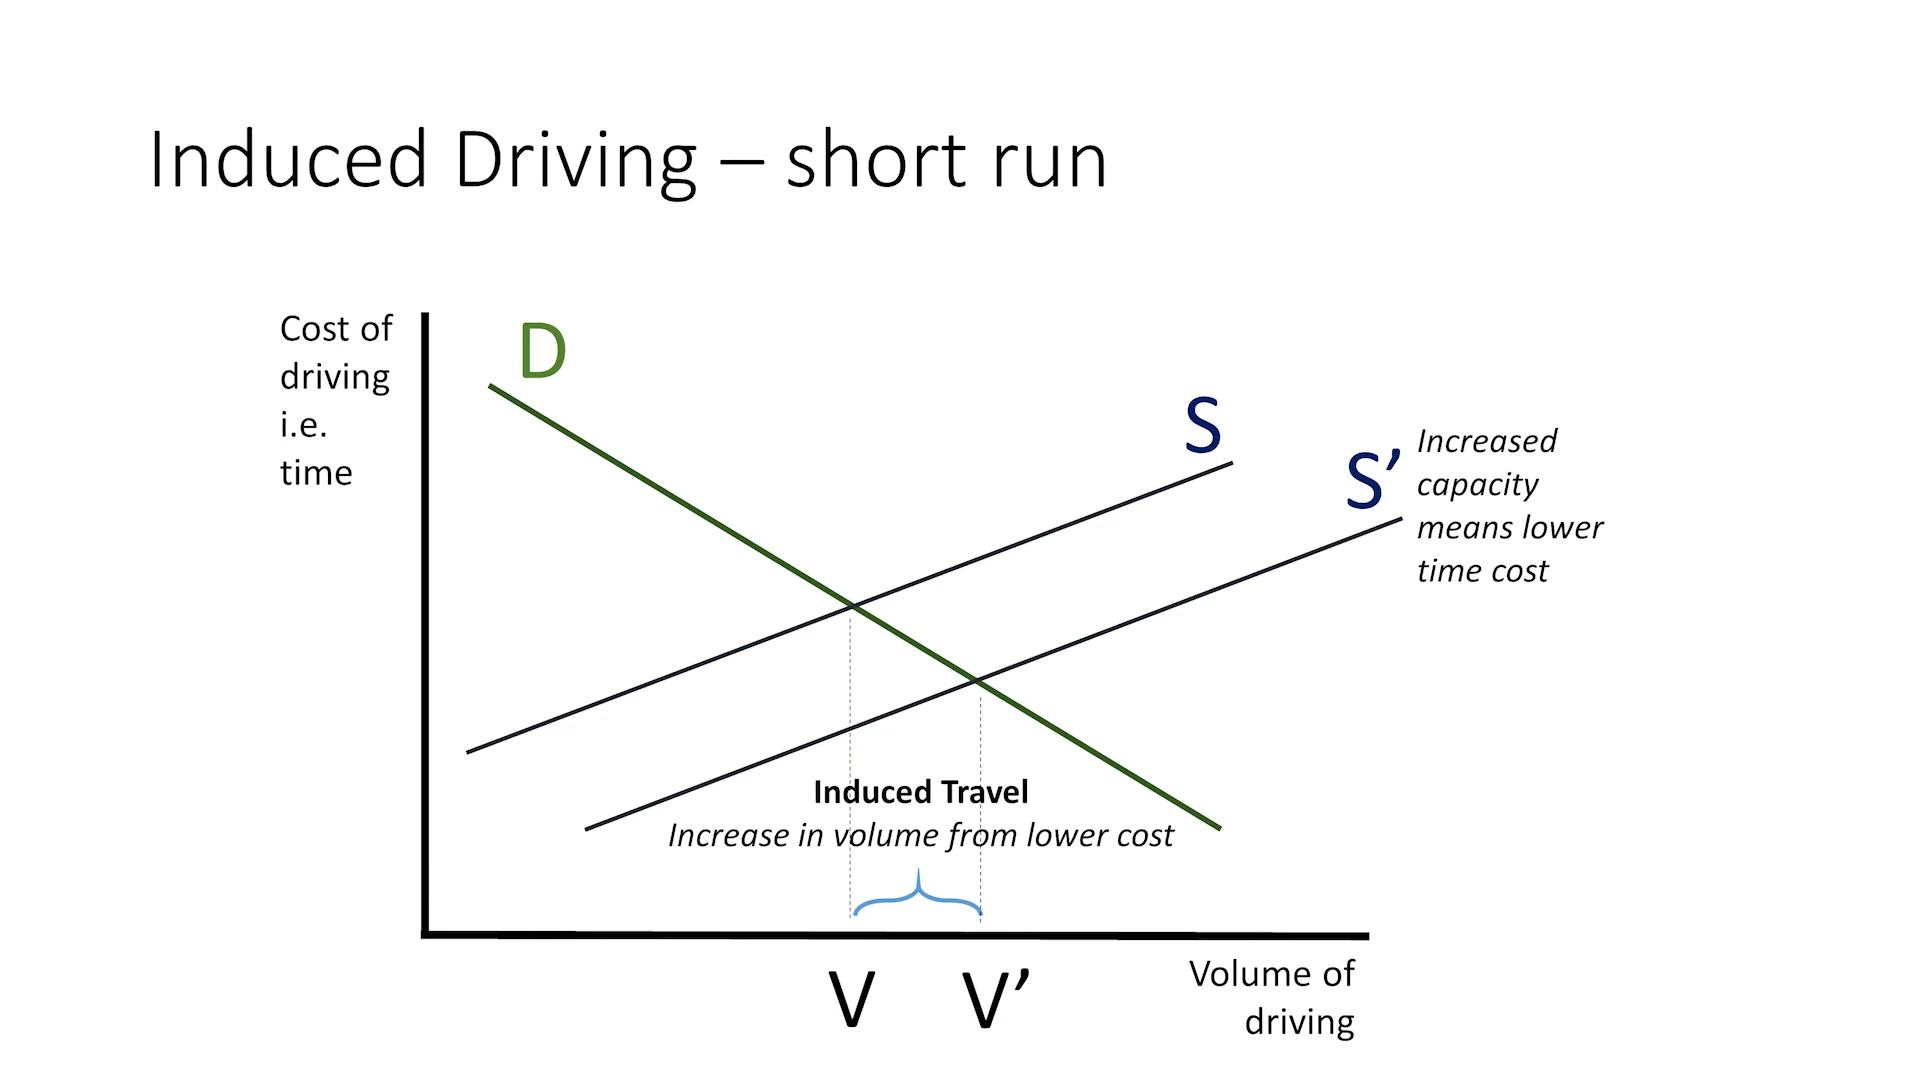 Induced Driving – short run
Cost of
driving
i.e.
time
D
S
S’
Increased
capacity
means lower
time cost
Induced Travel
Increase in volume from lower cost
V
V’
Volume of
driving